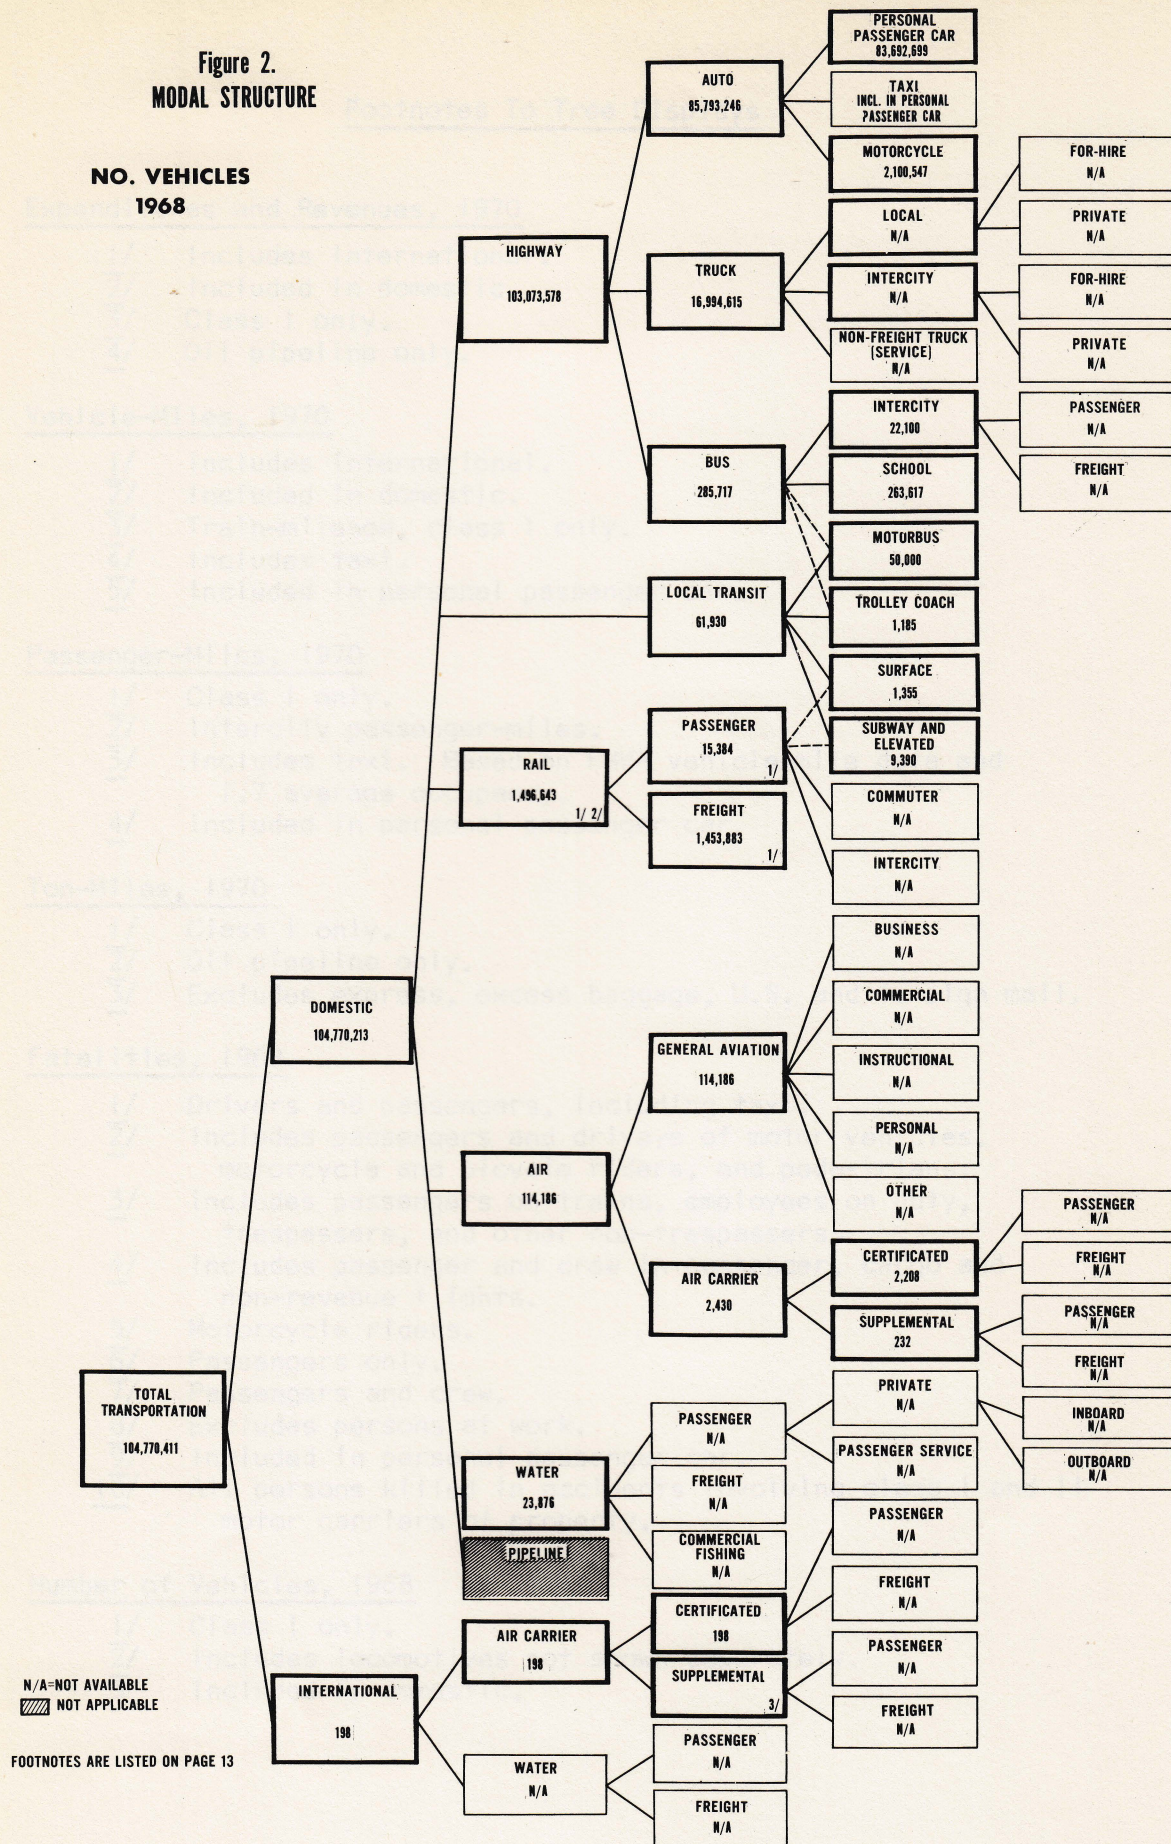 Figure 2.
MODAL STRUCTURE
NO. VEHICLES
1968
TOTAL
TRANSPORTATION
104,770,411
DOMESTIC
104,770,213
INTERNATIONAL
198
HIGHWAY
103,073,578
RAIL
1,496,643
1/ 2/
AIR
114,186
WATER
23,876
PIPELINE
AIR CARRIER
198
WATER
N/A
AUTO
85,793,246
TRUCK
16,994,615
BUS
285,717
LOCAL TRANSIT
61,930
PASSENGER
15,384
1/
FREIGHT
1,453,883
1/
GENERAL AVIATION
114,186
AIR CARRIER
2,430
PASSENGER
N/A
FREIGHT
N/A
COMMERCIAL
FISHING
N/A
CERTIFICATED
198
SUPPLEMENTAL
3/
PASSENGER
N/A
FREIGHT
N/A
PERSONAL
PASSENGER CAR
83,692,699
TAXI
INCL. IN PERSONAL
PASSENGER CAR
MOTORCYCLE
2,100,547
LOCAL
N/A
INTERCITY
N/A
NON-FREIGHT TRUCK
(SERVICE)
N/A
INTERCITY
22,100
SCHOOL
263,617
MOTORBUS
50,000
TROLLEY COACH
1,185
SURFACE
1,355
SUBWAY AND
ELEVATED
9,390
COMMUTER
N/A
INTERCITY
N/A
BUSINESS
N/A
COMMERCIAL
N/A
INSTRUCTIONAL
N/A
PERSONAL
N/A
OTHER
N/A
CERTIFICATED
2,208
SUPPLEMENTAL
232
PRIVATE
N/A
PASSENGER SERVICE
N/A
PASSENGER
N/A
FREIGHT
N/A
PASSENGER
N/A
FREIGHT
N/A
FOR-HIRE
N/A
PRIVATE
N/A
FOR-HIRE
N/A
PRIVATE
N/A
PASSENGER
N/A
FREIGHT
N/A
PASSENGER
N/A
FREIGHT
N/A
PASSENGER
N/A
FREIGHT
N/A
INBOARD
N/A
OUTBOARD
N/A
N/A=NOT AVAILABLE
NOT APPLICABLE
FOOTNOTES ARE LISTED ON PAGE 13